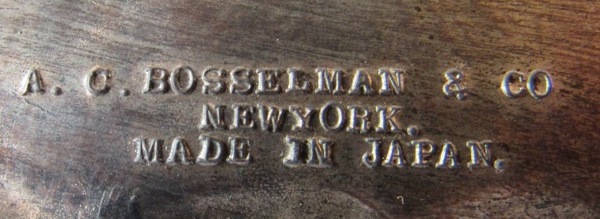 A. C. BOSSELMAN & CO
NEWYORK.
MADE IN JAPAN.